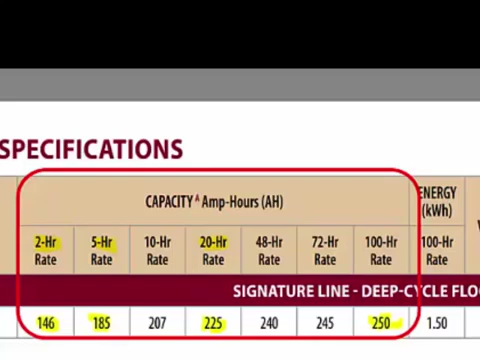 SPECIFICATIONS
CAPACITY ᴬ Amp-Hours (AH)
ENERGY
(kWh)
2-Hr
Rate
5-Hr
Rate
10-Hr
Rate
20-Hr
Rate
48-Hr
Rate
72-Hr
Rate
100-Hr
Rate
100-Hr
Rate
SIGNATURE LINE - DEEP-CYCLE FLO
146 185 207 225 240 245 250 1.50